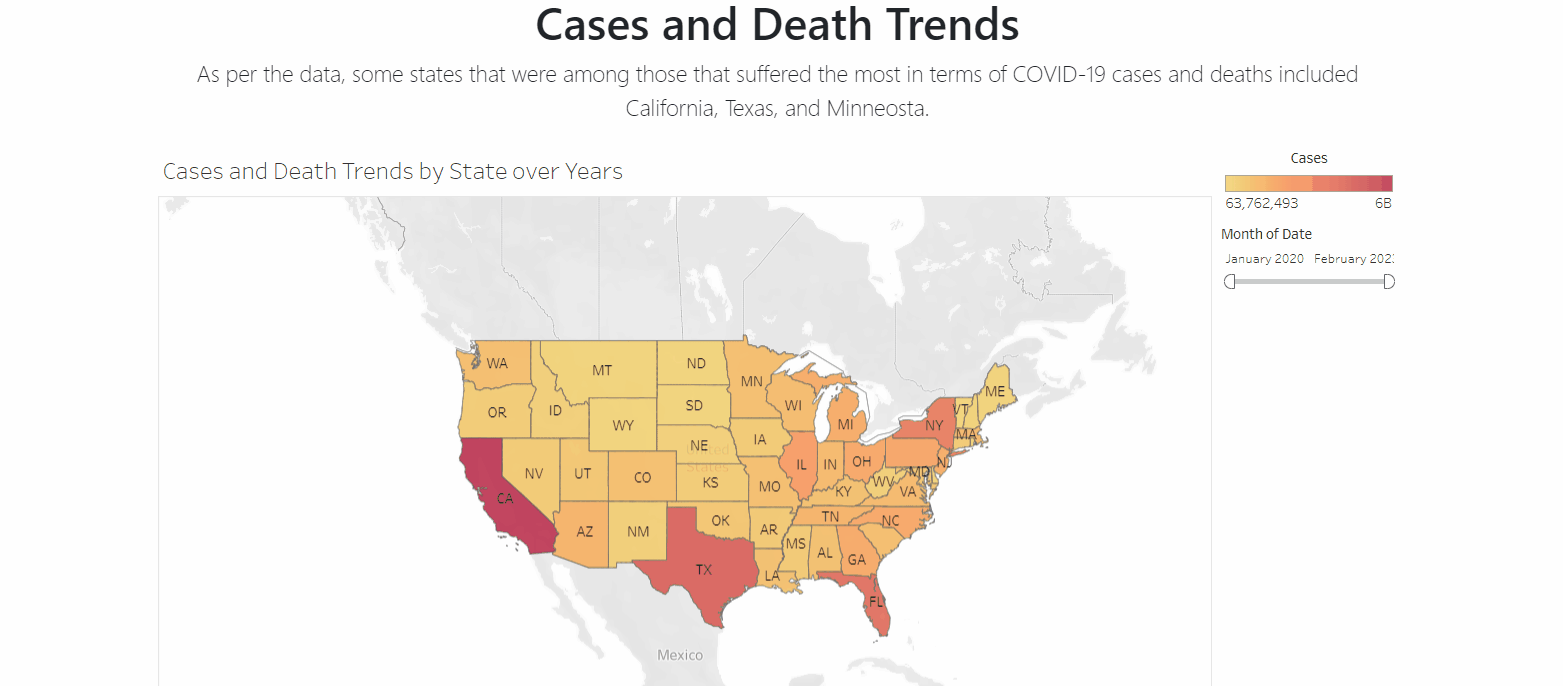 Cases and Death Trends
As per the data, some states that were among those that suffered the most in terms of COVID-19 cases and deaths included
California, Texas, and Minneosta.
Cases and Death Trends by State over Years
Cases
63,762,493 6B
Month of Date
January 2020 February 202
WA
MT
ND
MN
ME
OR
ID
SD
WI
VT
WY
MI
NY
MA
NE
IA
United
States
NV
UT
CO
KS
IL
IN
OH
NJ
MD
CA
MO
KY
WV
VA
AZ
NM
OK
AR
TN
NC
MS
AL
GA
TX
LA
FL
Mexico